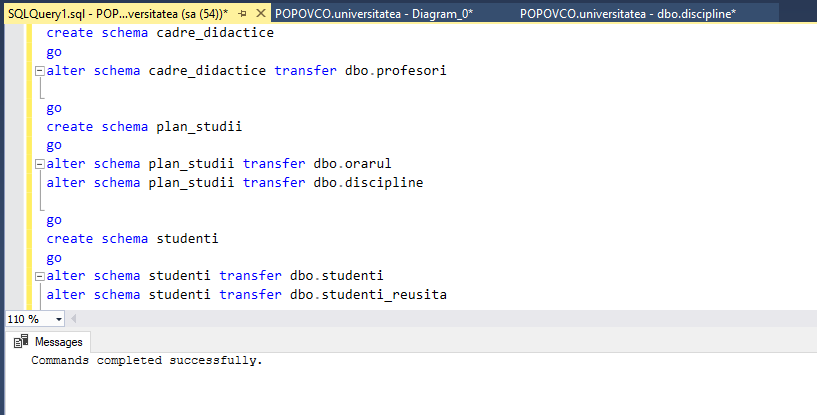 SQLQuery1.sql - POP...versitatea (sa (54))* POPOVCO.universitatea - Diagram_0* POPOVCO.universitatea - dbo.discipline*
create schema cadre_didactice
go
alter schema cadre_didactice transfer dbo.profesori
go
create schema plan_studii
go
alter schema plan_studii transfer dbo.orarul
alter schema plan_studii transfer dbo.discipline
go
create schema studenti
go
alter schema studenti transfer dbo.studenti
alter schema studenti transfer dbo.studenti_reusita
110 %
Messages
Commands completed successfully.